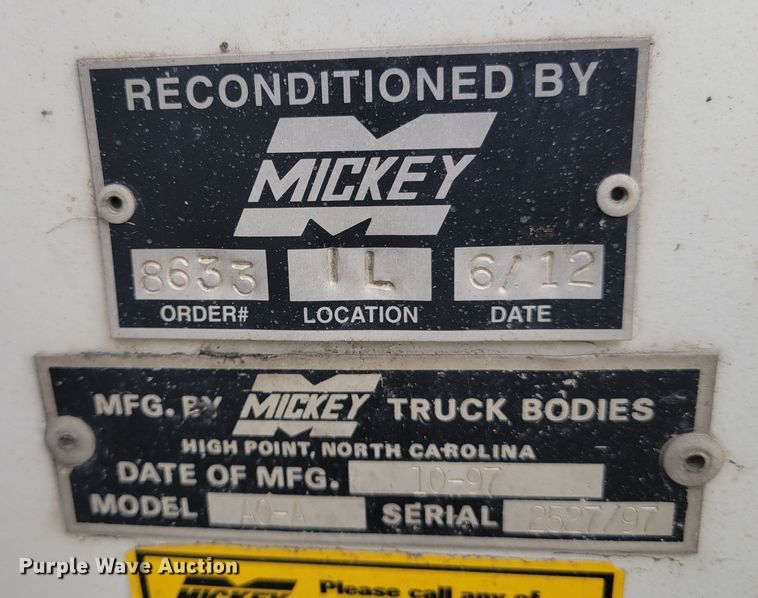 RECONDITIONED BY
MICKEY
8633 IL 6/12
ORDER# LOCATION DATE
MFG. BY MICKEY TRUCK BODIES
HIGH POINT, NORTH CAROLINA
DATE OF MFG. 10-97
MODEL AO-A SERIAL 2527/97
Purple Wave Auction
MICKEY Please call any of